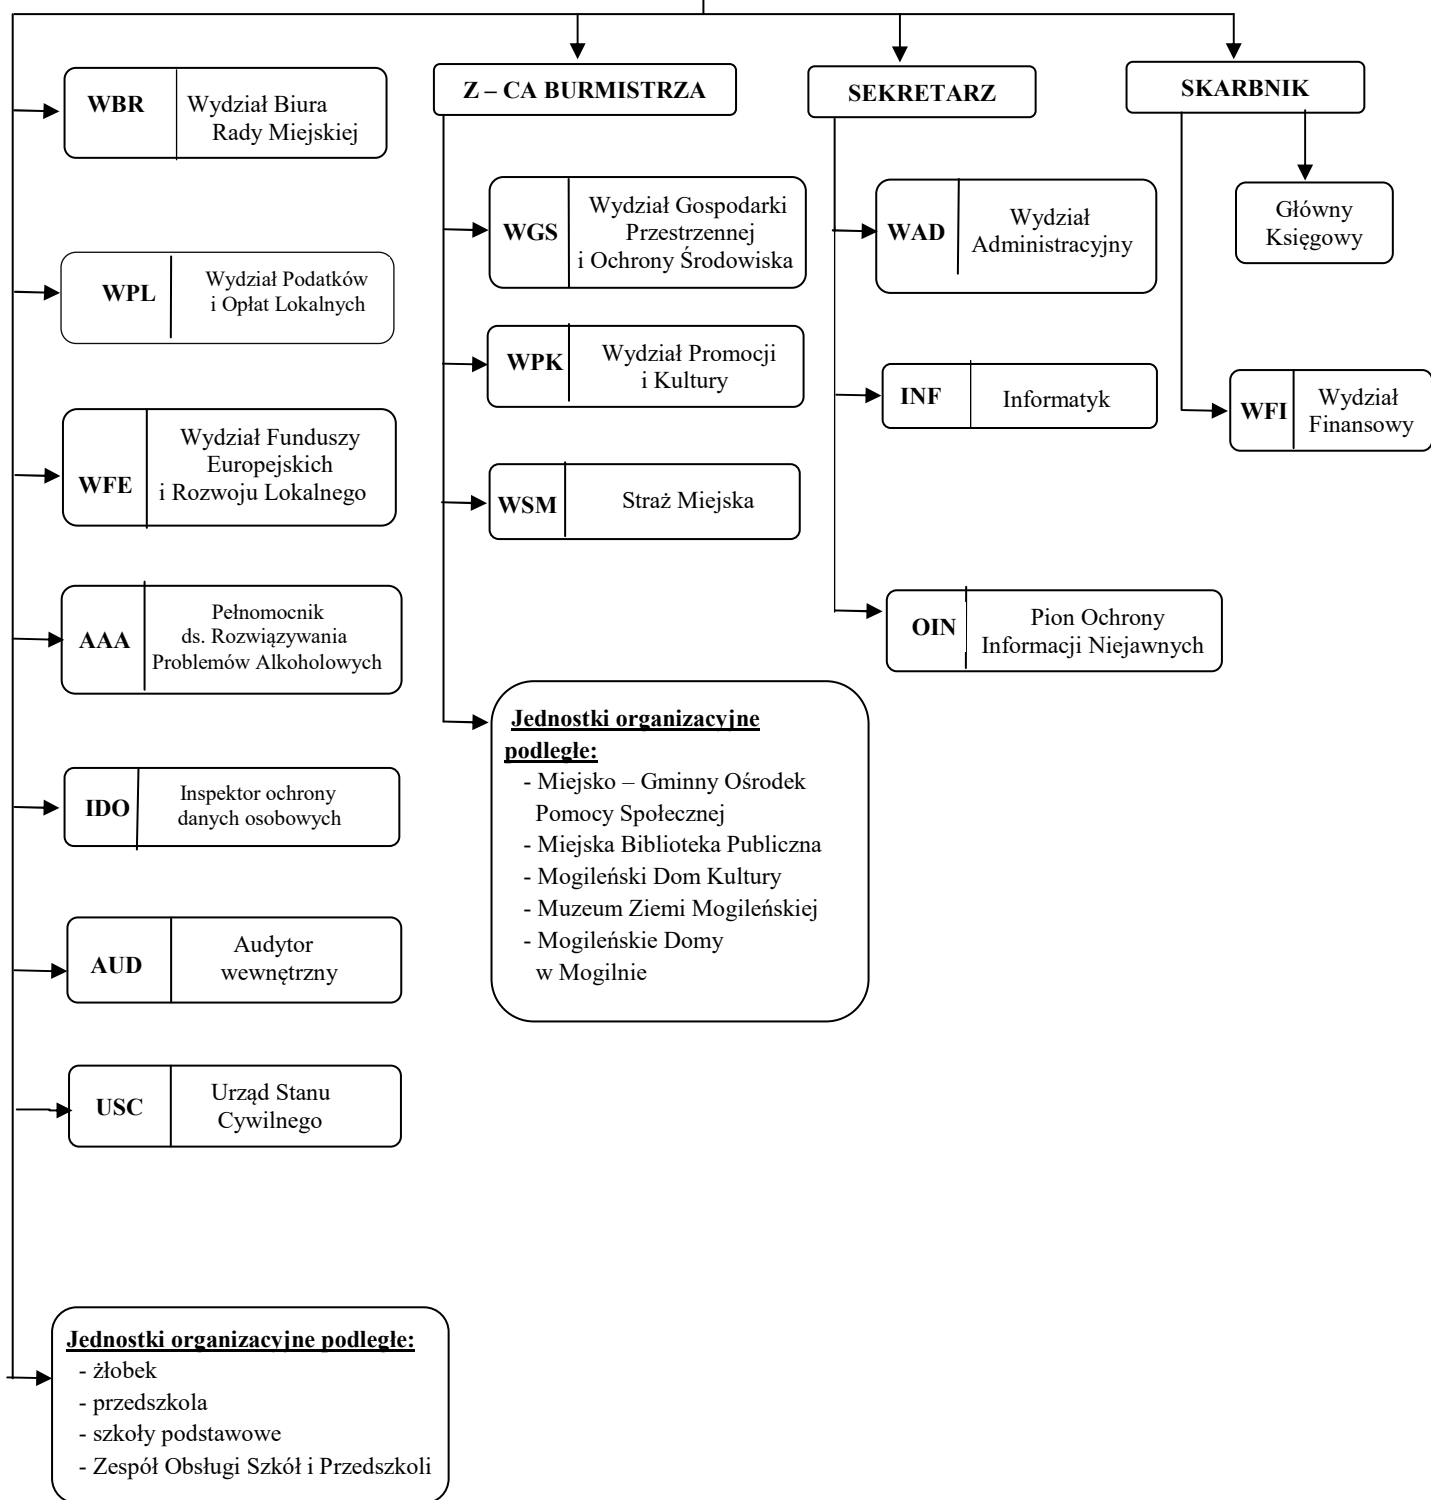 WBR
Wydział Biura
Rady Miejskiej
WPL
Wydział Podatków
i Opłat Lokalnych
WFE
Wydział Funduszy
Europejskich
i Rozwoju Lokalnego
AAA
Pełnomocnik
ds. Rozwiązywania
Problemów Alkoholowych
IDO
Inspektor ochrony
danych osobowych
AUD
Audytor
wewnętrzny
USC
Urząd Stanu
Cywilnego
Jednostki organizacyjne podległe:
- żłobek
- przedszkola
- szkoły podstawowe
- Zespół Obsługi Szkół i Przedszkoli
Z – CA BURMISTRZA
WGS
Wydział Gospodarki
Przestrzennej
i Ochrony Środowiska
WPK
Wydział Promocji
i Kultury
WSM
Straż Miejska
Jednostki organizacyjne
podległe:
- Miejsko – Gminny Ośrodek
Pomocy Społecznej
- Miejska Biblioteka Publiczna
- Mogileński Dom Kultury
- Muzeum Ziemi Mogileńskiej
- Mogileńskie Domy
w Mogilnie
SEKRETARZ
WAD
Wydział
Administracyjny
INF
Informatyk
OIN
Pion Ochrony
Informacji Niejawnych
SKARBNIK
Główny
Księgowy
WFI
Wydział
Finansowy